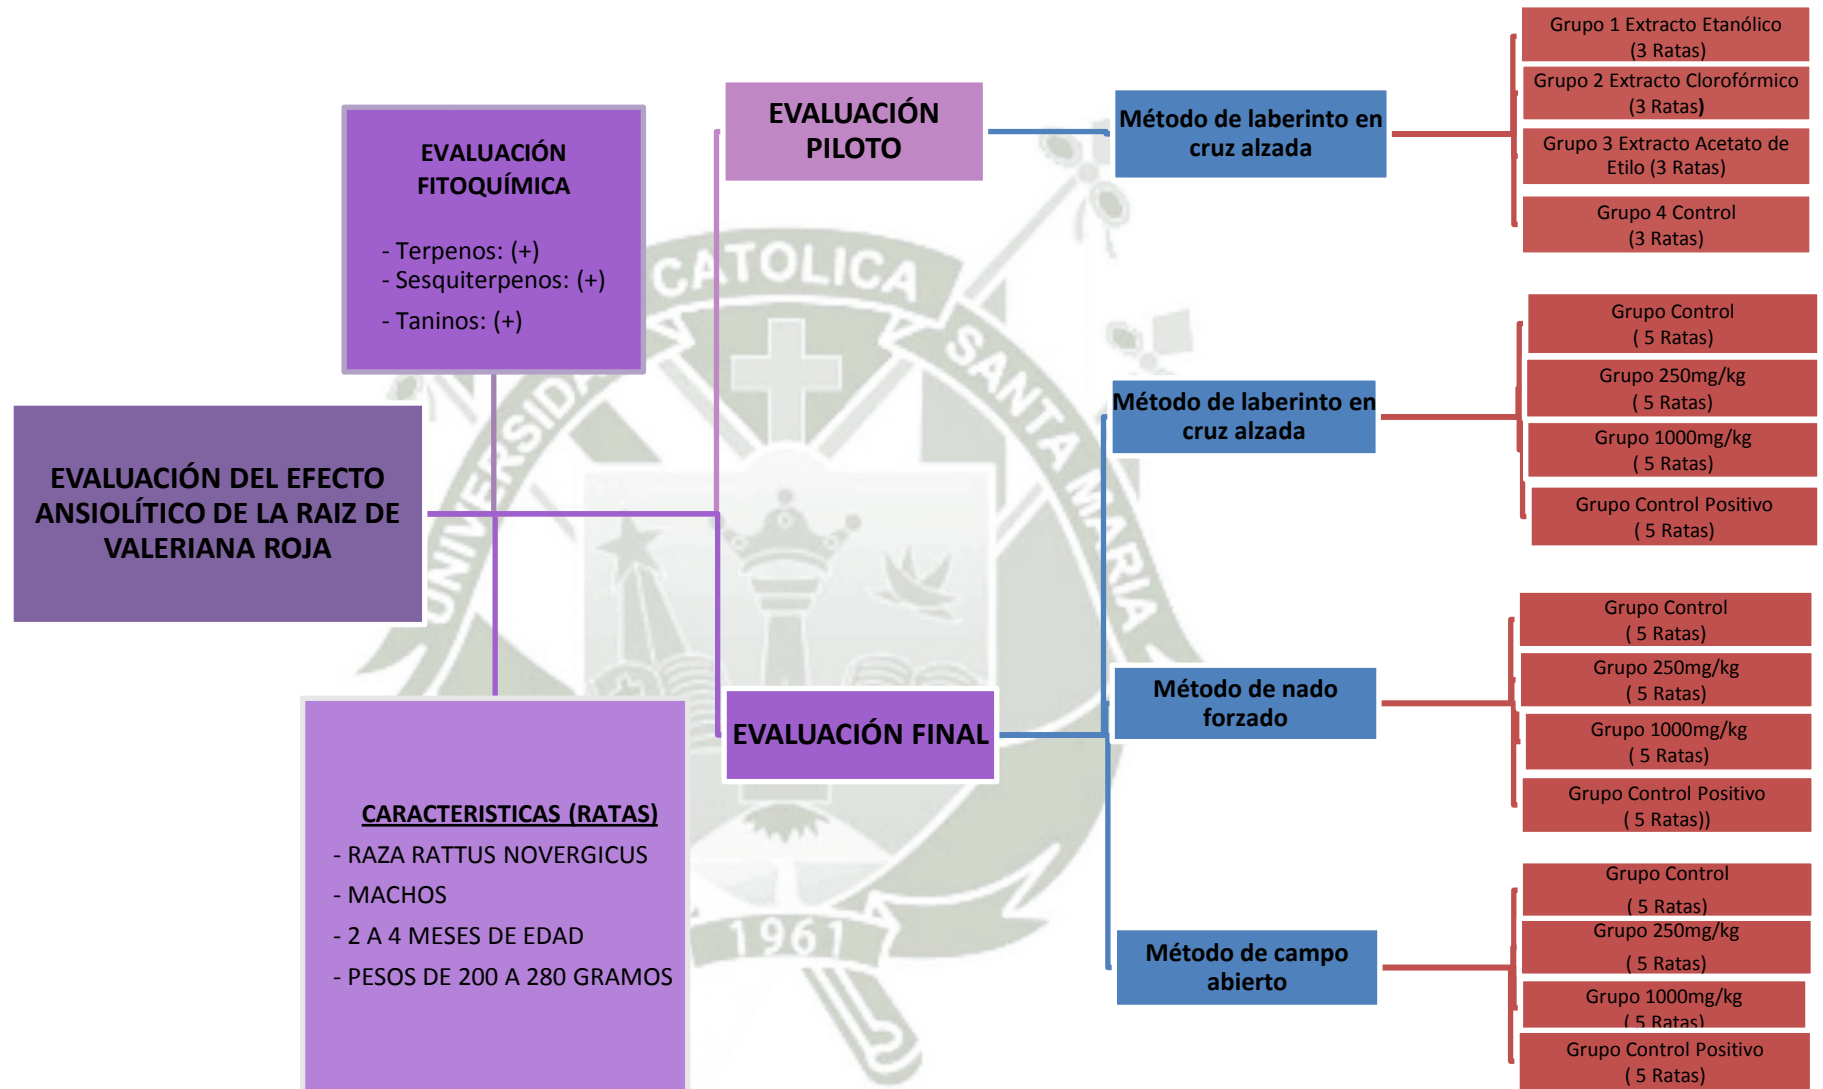 EVALUACIÓN DEL EFECTO
ANSIOLÍTICO DE LA RAIZ DE
VALERIANA ROJA
EVALUACIÓN
FITOQUÍMICA
- Terpenos: (+)
- Sesquiterpenos: (+)
- Taninos: (+)
CARACTERISTICAS (RATAS)
- RAZA RATTUS NOVERGICUS
- MACHOS
- 2 A 4 MESES DE EDAD
- PESOS DE 200 A 280 GRAMOS
EVALUACIÓN
PILOTO
Método de laberinto en
cruz alzada
Grupo 1 Extracto Etanólico
(3 Ratas)
Grupo 2 Extracto Clorofórmico
(3 Ratas)
Grupo 3 Extracto Acetato de
Etilo (3 Ratas)
Grupo 4 Control
(3 Ratas)
EVALUACIÓN FINAL
Método de laberinto en
cruz alzada
Grupo Control
( 5 Ratas)
Grupo 250mg/kg
( 5 Ratas)
Grupo 1000mg/kg
( 5 Ratas)
Grupo Control Positivo
( 5 Ratas)
Método de nado
forzado
Grupo Control
( 5 Ratas)
Grupo 250mg/kg
( 5 Ratas)
Grupo 1000mg/kg
( 5 Ratas)
Grupo Control Positivo
( 5 Ratas))
Método de campo
abierto
Grupo Control
( 5 Ratas)
Grupo 250mg/kg
( 5 Ratas)
Grupo 1000mg/kg
( 5 Ratas)
Grupo Control Positivo
( 5 Ratas)
CATOLICA
SANTA MARIA
1961